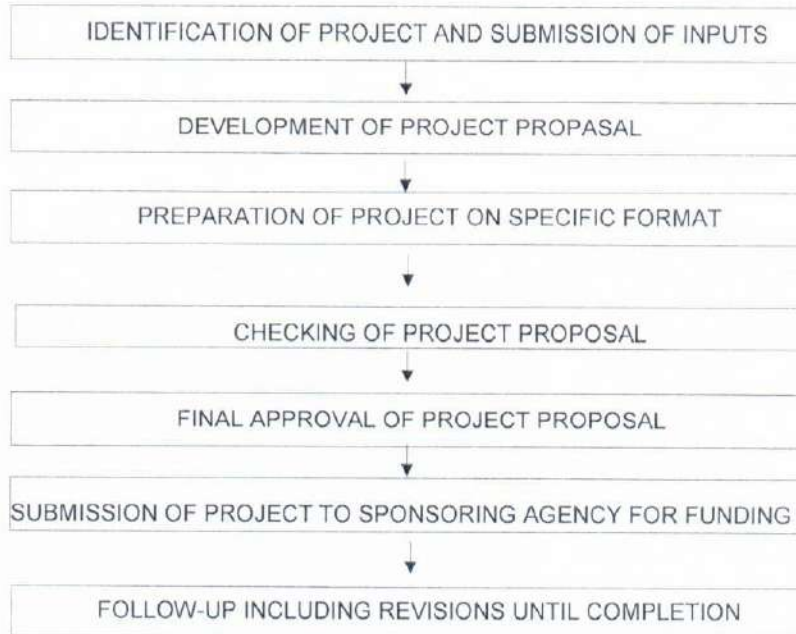 IDENTIFICATION OF PROJECT AND SUBMISSION OF INPUTS
DEVELOPMENT OF PROJECT PROPASAL
PREPARATION OF PROJECT ON SPECIFIC FORMAT
CHECKING OF PROJECT PROPOSAL
FINAL APPROVAL OF PROJECT PROPOSAL
SUBMISSION OF PROJECT TO SPONSORING AGENCY FOR FUNDING
FOLLOW-UP INCLUDING REVISIONS UNTIL COMPLETION